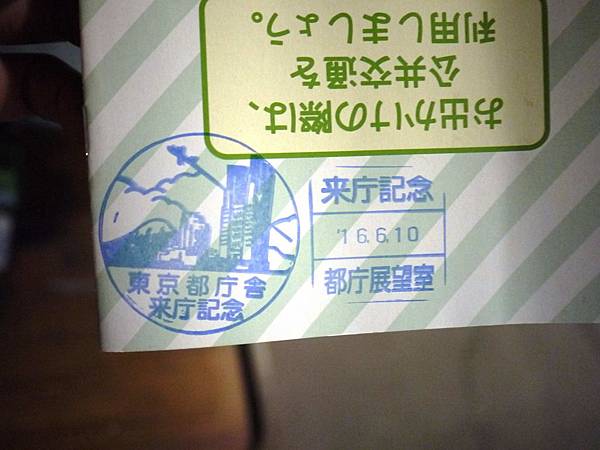 お出かけの際は、
公共交通を
利用しましょう。
東京都庁舎
来庁記念
来庁記念
'16.6.10
都庁展望室